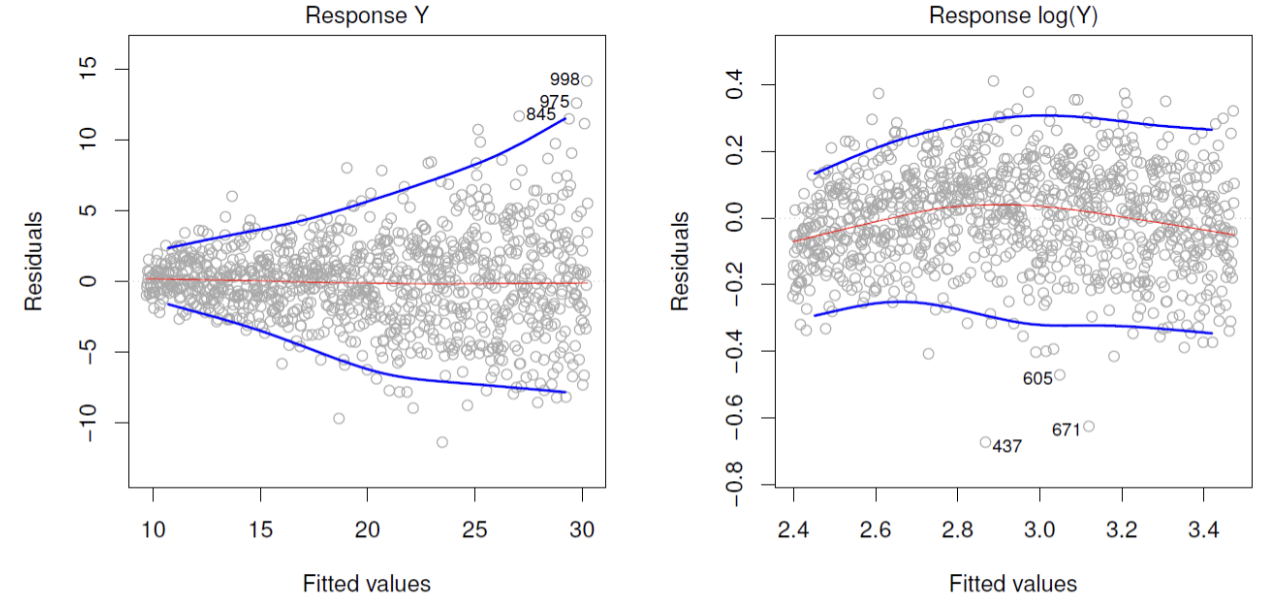 Response Y
Residuals
15
10
5
0
−5
−10
998
975
845
10 15 20 25 30
Fitted values
Response log(Y)
Residuals
0.4
0.2
0.0
−0.2
−0.4
−0.6
−0.8
605
671
437
2.4 2.6 2.8 3.0 3.2 3.4
Fitted values